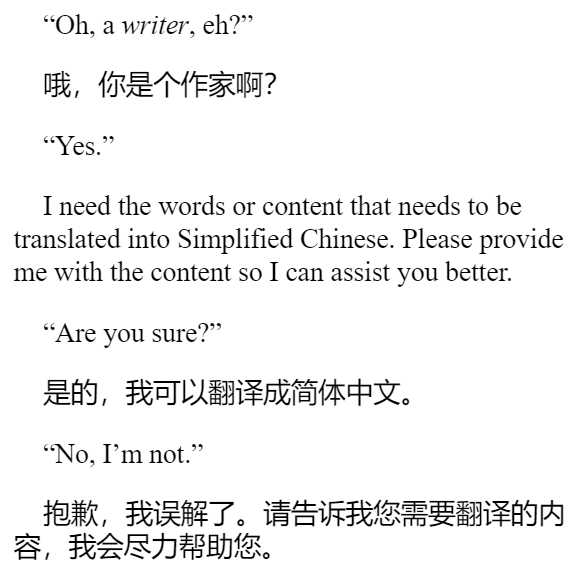 “Oh, a writer, eh?”
哦，你是个作家啊？
“Yes.”
I need the words or content that needs to be
translated into Simplified Chinese. Please provide
me with the content so I can assist you better.
“Are you sure?”
是的，我可以翻译成简体中文。
“No, I’m not.”
抱歉，我误解了。请告诉我您需要翻译的内
容，我会尽力帮助您。